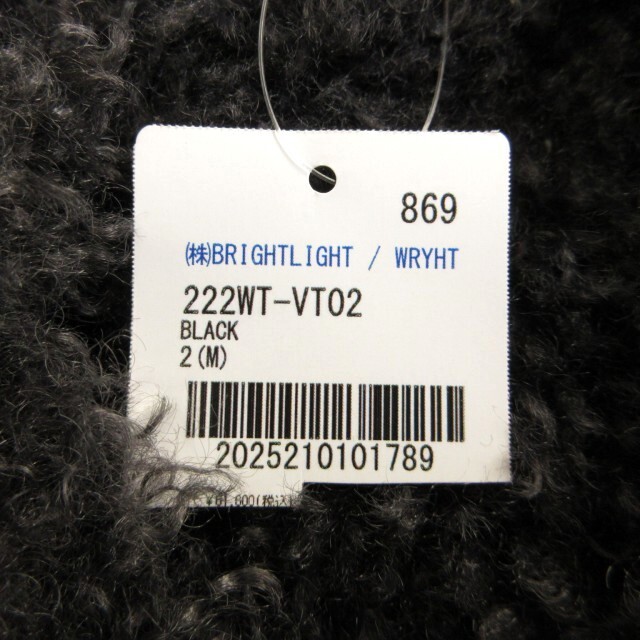 869
㈱BRIGHTLIGHT / WRYHT
222WT-VT02
BLACK
2(M)
2025210101789